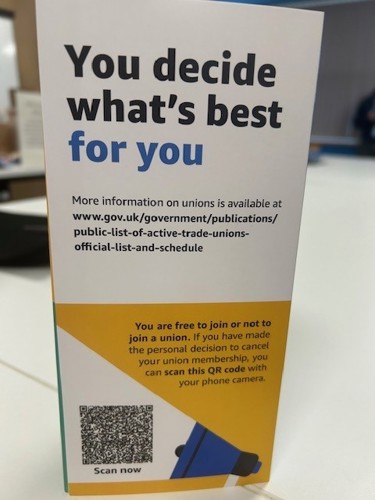 You decide
what's best
for you
More information on unions is available at
www.gov.uk/government/publications/
public-list-of-active-trade-unions-
official-list-and-schedule
You are free to join or not to
join a union. If you have made
the personal decision to cancel
your union membership, you
can scan this QR code with
your phone camera.
Scan now